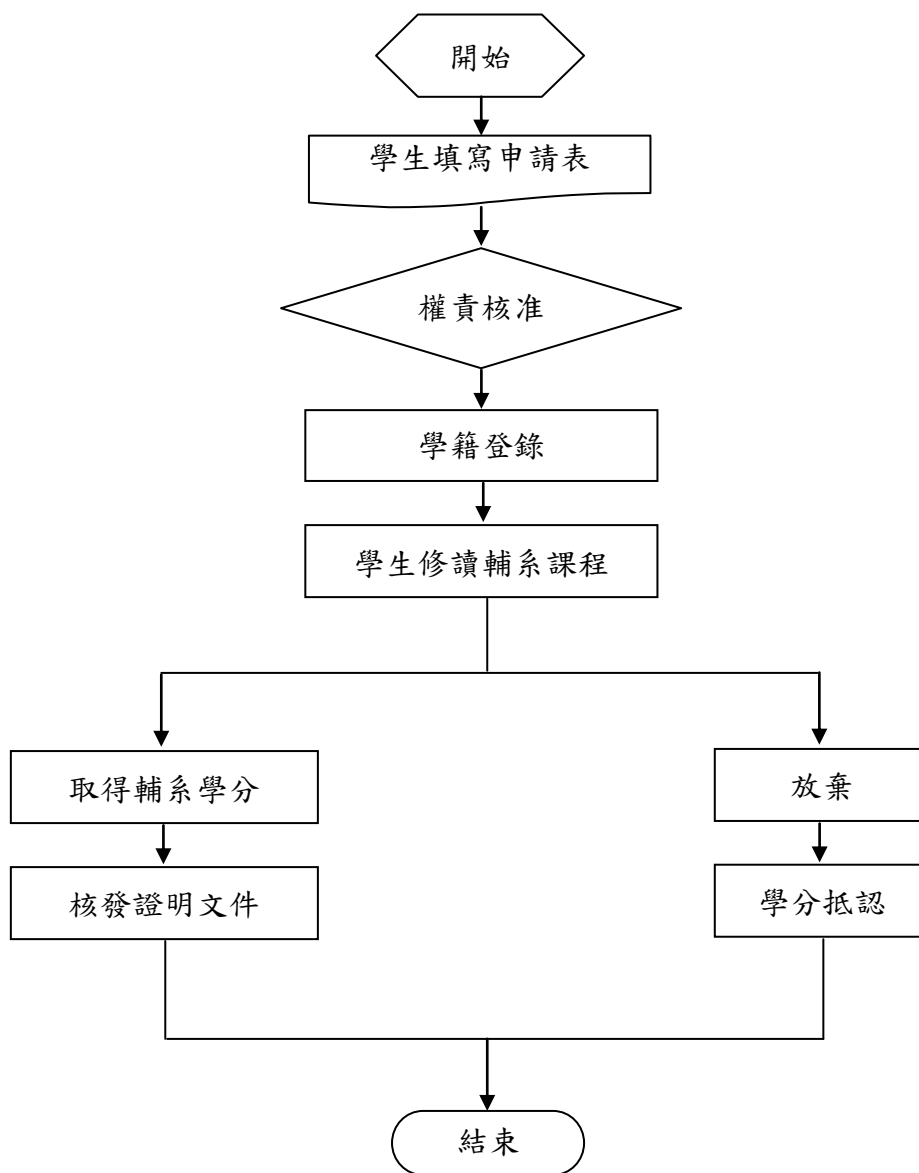 開始
學生填寫申請表
權責核准
學籍登錄
學生修讀輔系課程
取得輔系學分
放棄
核發證明文件
學分抵認
結束